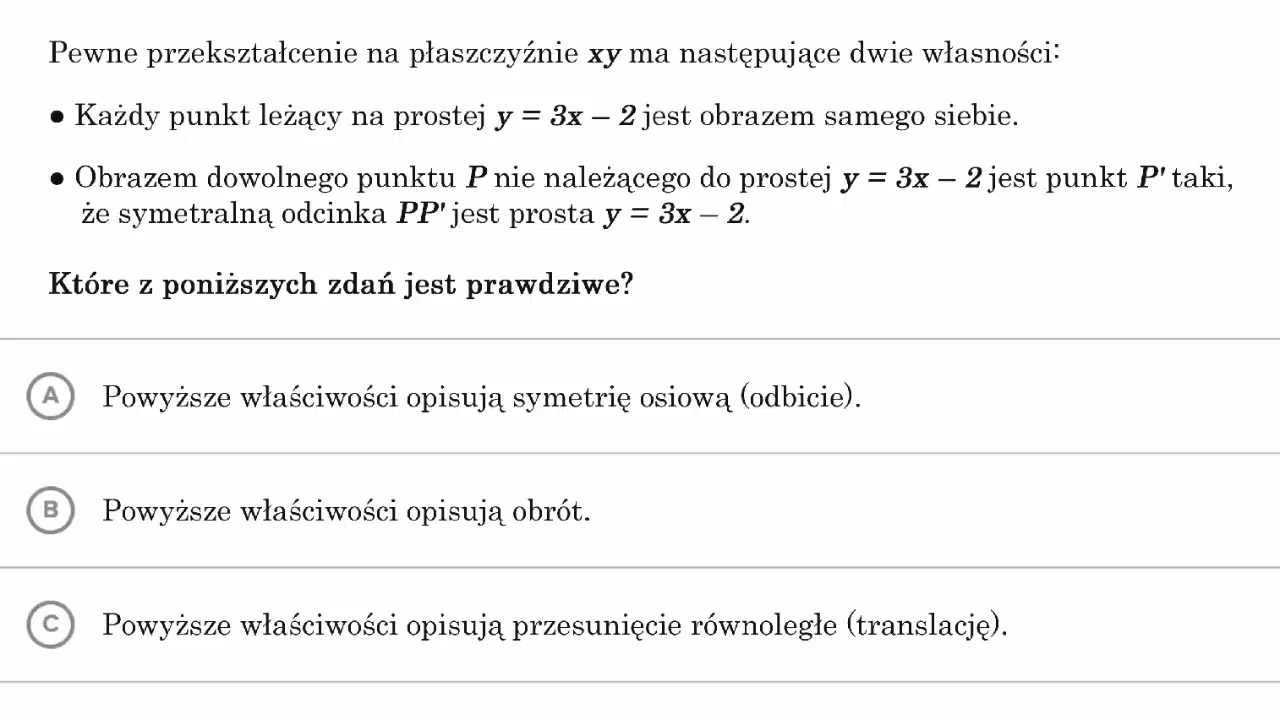 Pewne przekształcenie na płaszczyźnie xy ma następujące dwie własności:
● Każdy punkt leżący na prostej y = 3x – 2 jest obrazem samego siebie.
● Obrazem dowolnego punktu P nie należącego do prostej y = 3x – 2 jest punkt P' taki,
że symetralną odcinka PP' jest prosta y = 3x – 2.
Które z poniższych zdań jest prawdziwe?
A Powyższe właściwości opisują symetrię osiową (odbicie).
B Powyższe właściwości opisują obrót.
C Powyższe właściwości opisują przesunięcie równoległe (translację).